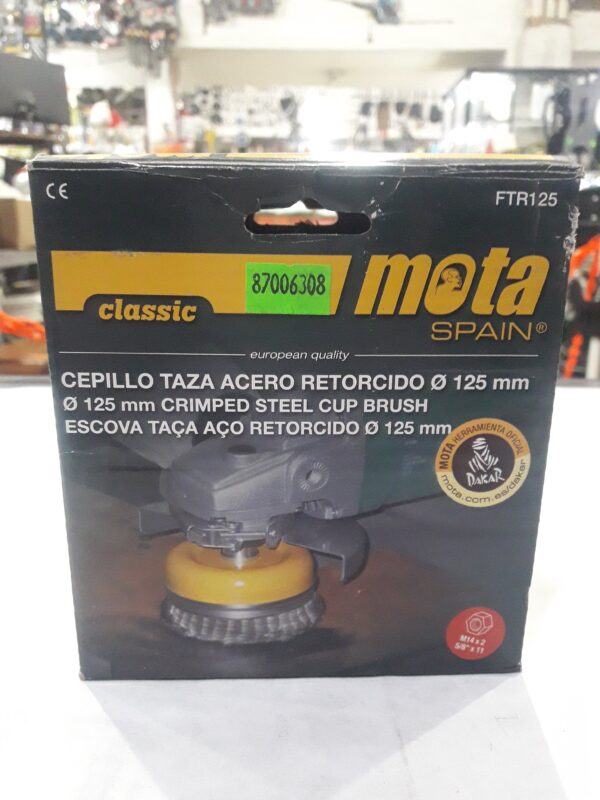 CE
FTR125
87006308
classic
mota
SPAIN®
european quality
CEPILLO TAZA ACERO RETORCIDO Ø 125 mm
Ø 125 mm CRIMPED STEEL CUP BRUSH
ESCOVA TAÇA AÇO RETORCIDO Ø 125 mm
MOTA HERRAMIENTA OFICIAL
DAKAR
mota.com.es/dakar
M14 x 2
5/8" x 11